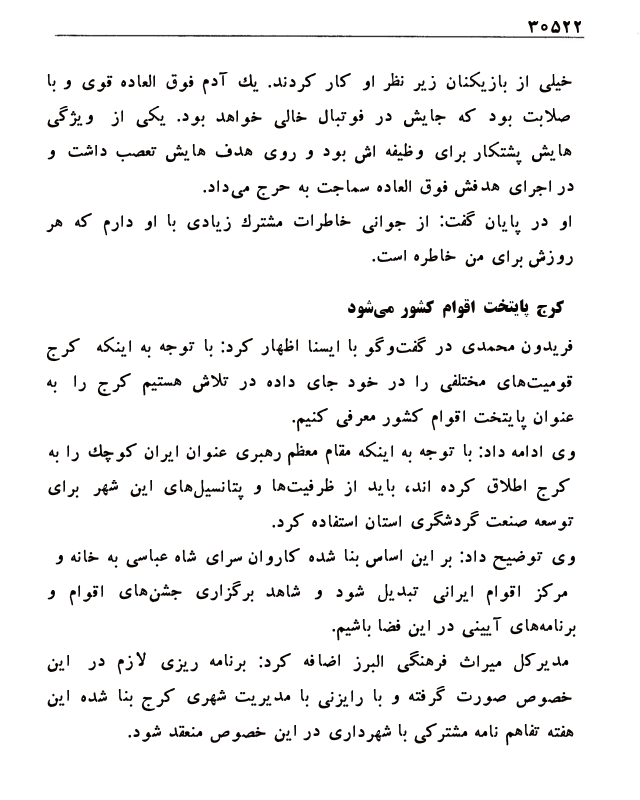 ۳۰۵۲۲
خیلی از بازیکنان زیر نظر او کار کردند. یك آدم فوق العاده قوی و با
صلابت بود که جایش در فوتبال خالی خواهد بود. یکی از ویژگی
هایش پشتکار برای وظیفه اش بود و روی هدف هایش تعصب داشت و
در اجرای هدفش فوق العاده سماجت به خرج می‌داد.
او در پایان گفت: از جوانی خاطرات مشترك زیادی با او دارم که هر
روزش برای من خاطره است.
کرج پایتخت اقوام کشور می‌شود
فریدون محمدی در گفت‌وگو با ایسنا اظهار کرد: با توجه به اینکه کرج
قومیت‌های مختلفی را در خود جای داده در تلاش هستیم کرج را به
عنوان پایتخت اقوام کشور معرفی کنیم.
وی ادامه داد: با توجه به اینکه مقام معظم رهبری عنوان ایران کوچك را به
کرج اطلاق کرده اند، باید از ظرفیت‌ها و پتانسیل‌های این شهر برای
توسعه صنعت گردشگری استان استفاده کرد.
وی توضیح داد: بر این اساس بنا شده کاروان سرای شاه عباسی به خانه و
مرکز اقوام ایرانی تبدیل شود و شاهد برگزاری جشن‌های اقوام و
برنامه‌های آیینی در این فضا باشیم.
مدیرکل میراث فرهنگی البرز اضافه کرد: برنامه ریزی لازم در این
خصوص صورت گرفته و با رایزنی با مدیریت شهری کرج بنا شده این
هفته تفاهم نامه مشترکی با شهرداری در این خصوص منعقد شود.